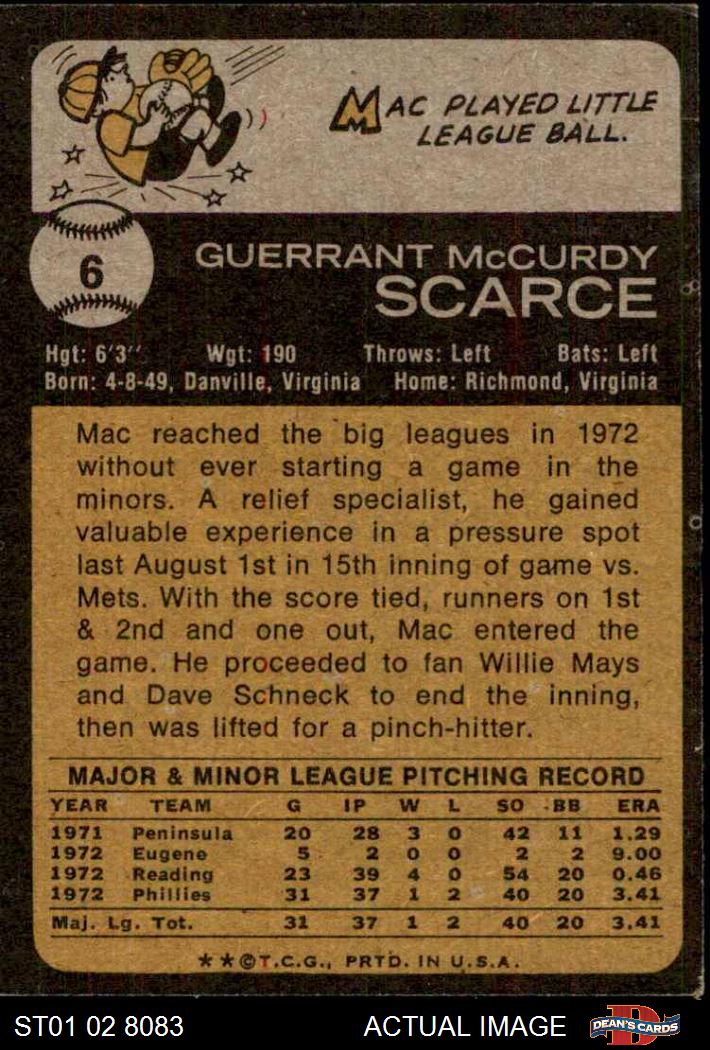 MAC PLAYED LITTLE
LEAGUE BALL.
6
GUERRANT McCURDY
SCARCE
Hgt: 6'3" Wgt: 190 Throws: Left Bats: Left
Born: 4-8-49, Danville, Virginia Home: Richmond, Virginia
Mac reached the big leagues in 1972
without ever starting a game in the
minors. A relief specialist, he gained
valuable experience in a pressure spot
last August 1st in 15th inning of game vs.
Mets. With the score tied, runners on 1st
& 2nd and one out, Mac entered the
game. He proceeded to fan Willie Mays
and Dave Schneck to end the inning,
then was lifted for a pinch-hitter.
MAJOR & MINOR LEAGUE PITCHING RECORD
YEAR TEAM G IP W L SO BB ERA
1971 Peninsula 20 28 3 0 42 11 1.29
1972 Eugene 5 2 0 0 2 2 9.00
1972 Reading 23 39 4 0 54 20 0.46
1972 Phillies 31 37 1 2 40 20 3.41
Maj. Lg. Tot. 31 37 1 2 40 20 3.41
**©T.C.G., PRTD. IN U.S.A.
ST01 02 8083 ACTUAL IMAGE DEAN'S CARDS